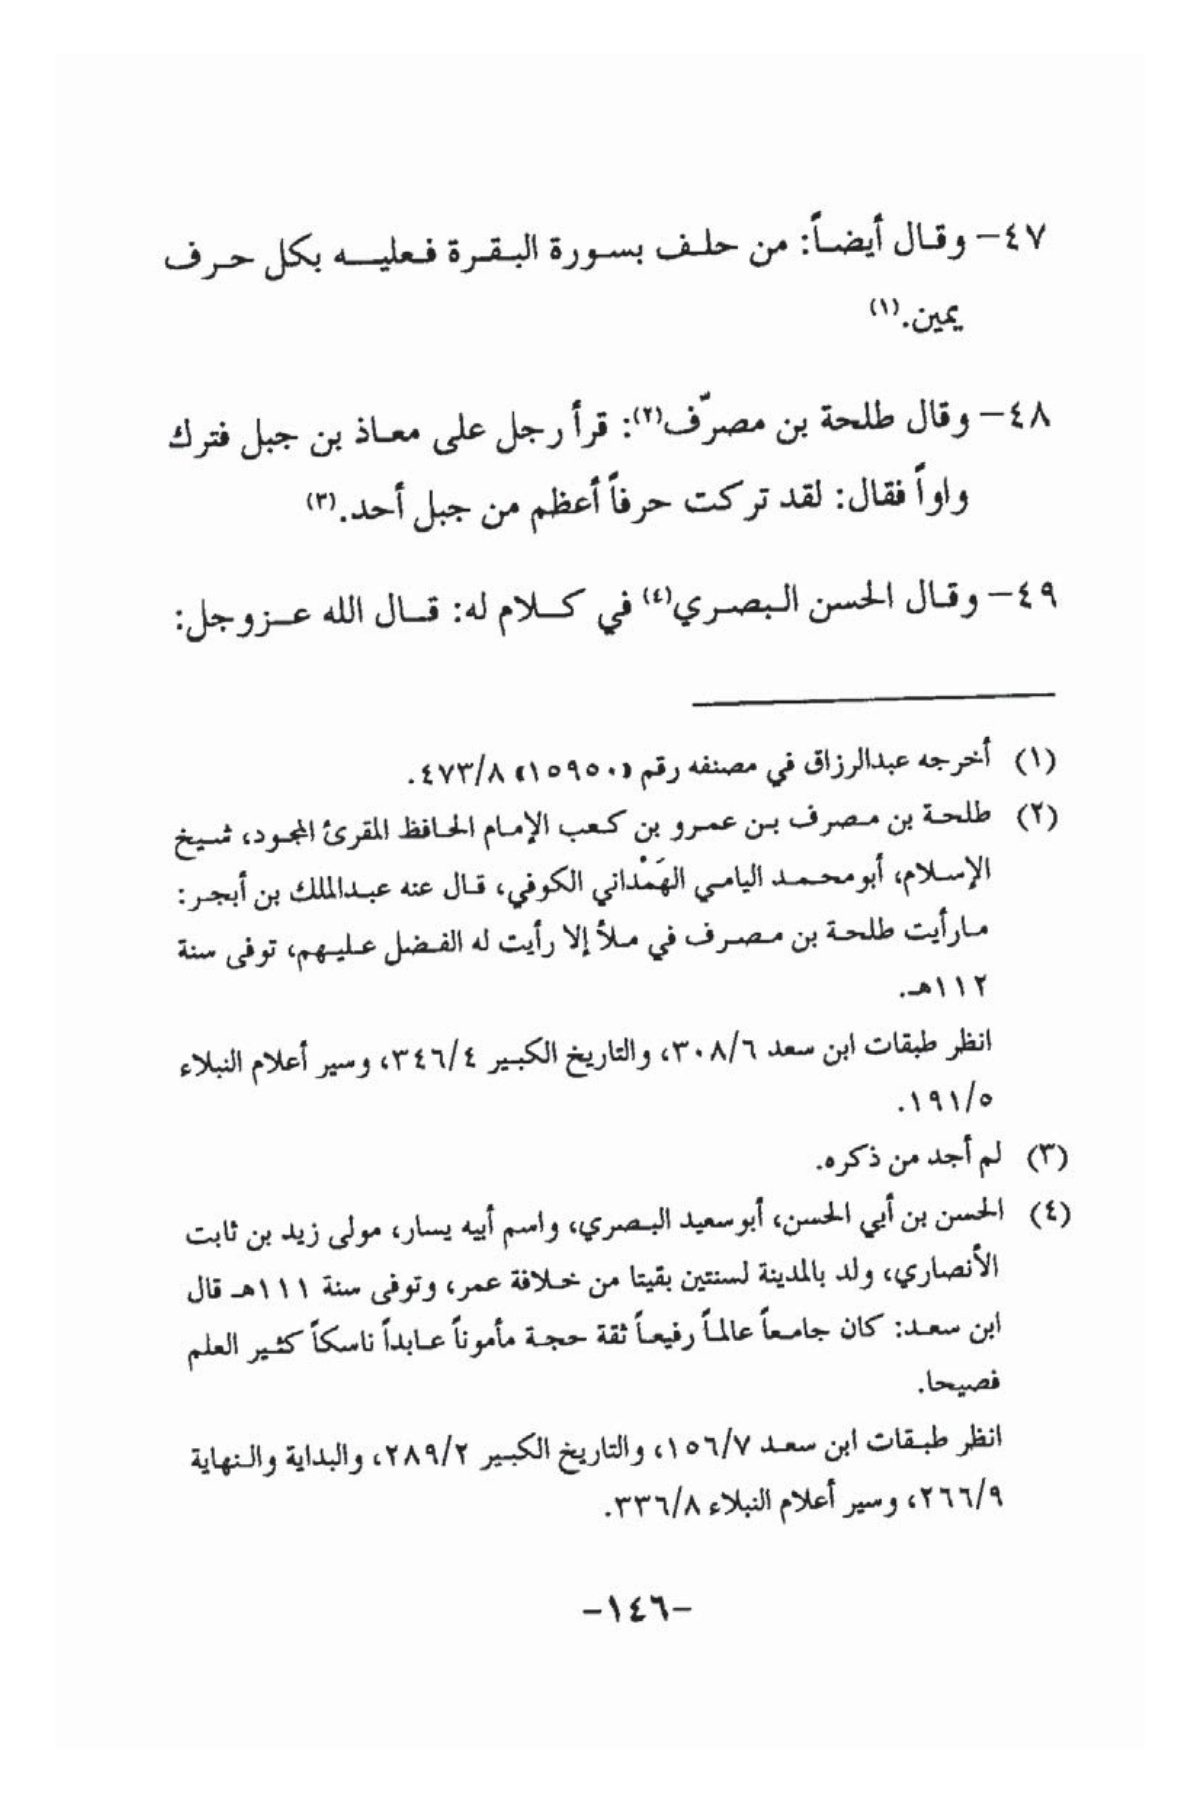 ٤٧- وقال أيضاً: من حلف بسورة البقرة فعليه بكل حرف
يمين.(١)
٤٨- وقال طلحة بن مصرّف(٢): قرأ رجل على معاذ بن جبل فترك
واواً فقال: لقد تركت حرفاً أعظم من جبل أحد.(٣)
٤٩- وقال الحسن البصري(٤) في كلام له: قال الله عزوجل:
(١) أخرجه عبدالرزاق في مصنفه رقم (١٥٩٥٠) ٤٧٣/٨.
(٢) طلحة بن مصرف بن عمرو بن كعب الإمام الحافظ المقرئ المجود، شيخ
الإسلام، أبومحمد اليامي الهَمْداني الكوفي، قال عنه عبدالملك بن أبجر:
مارأيت طلحة بن مصرف في ملأ إلا رأيت له الفضل عليهم، توفى سنة
١١٢هـ.
انظر طبقات ابن سعد ٣٠٨/٦، والتاريخ الكبير ٣٤٦/٤، وسير أعلام النبلاء
١٩١/٥.
(٣) لم أجد من ذكره.
(٤) الحسن بن أبي الحسن، أبوسعيد البصري، واسم أبيه يسار، مولى زيد بن ثابت
الأنصاري، ولد بالمدينة لسنتين بقيتا من خلافة عمر، وتوفى سنة ١١١هـ قال
ابن سعد: كان جامعاً عالماً رفيعاً ثقة حجة مأموناً عابداً ناسكاً كثير العلم
فصيحا.
انظر طبقات ابن سعد ١٥٦/٧، والتاريخ الكبير ٢٨٩/٢، والبداية والنهاية
٢٦٦/٩، وسير أعلام النبلاء ٣٣٦/٨.
-١٤٦-